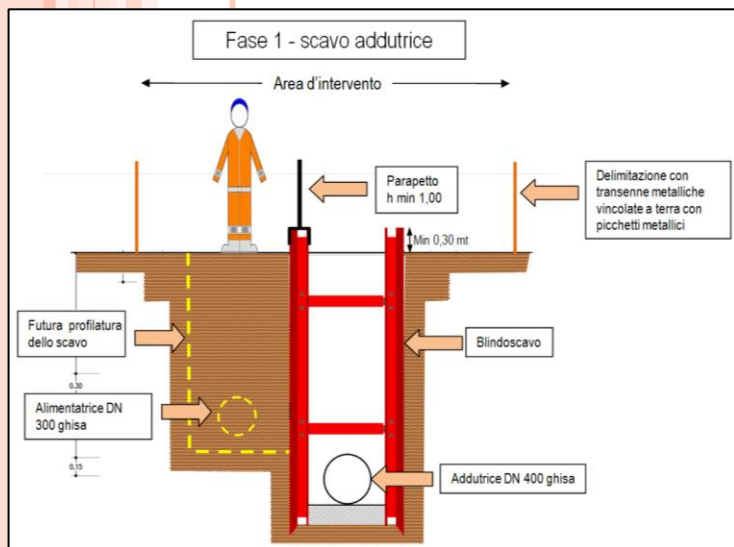 Fase 1 - scavo addutrice
Area d'intervento
Parapetto
h min 1,00
Delimitazione con
transenne metalliche
vincolate a terra con
picchetti metallici
Min 0,30 mt
Futura profilatura
dello scavo
Blindoscavo
0.30
Alimentatrice DN
300 ghisa
0.15
Addutrice DN 400 ghisa